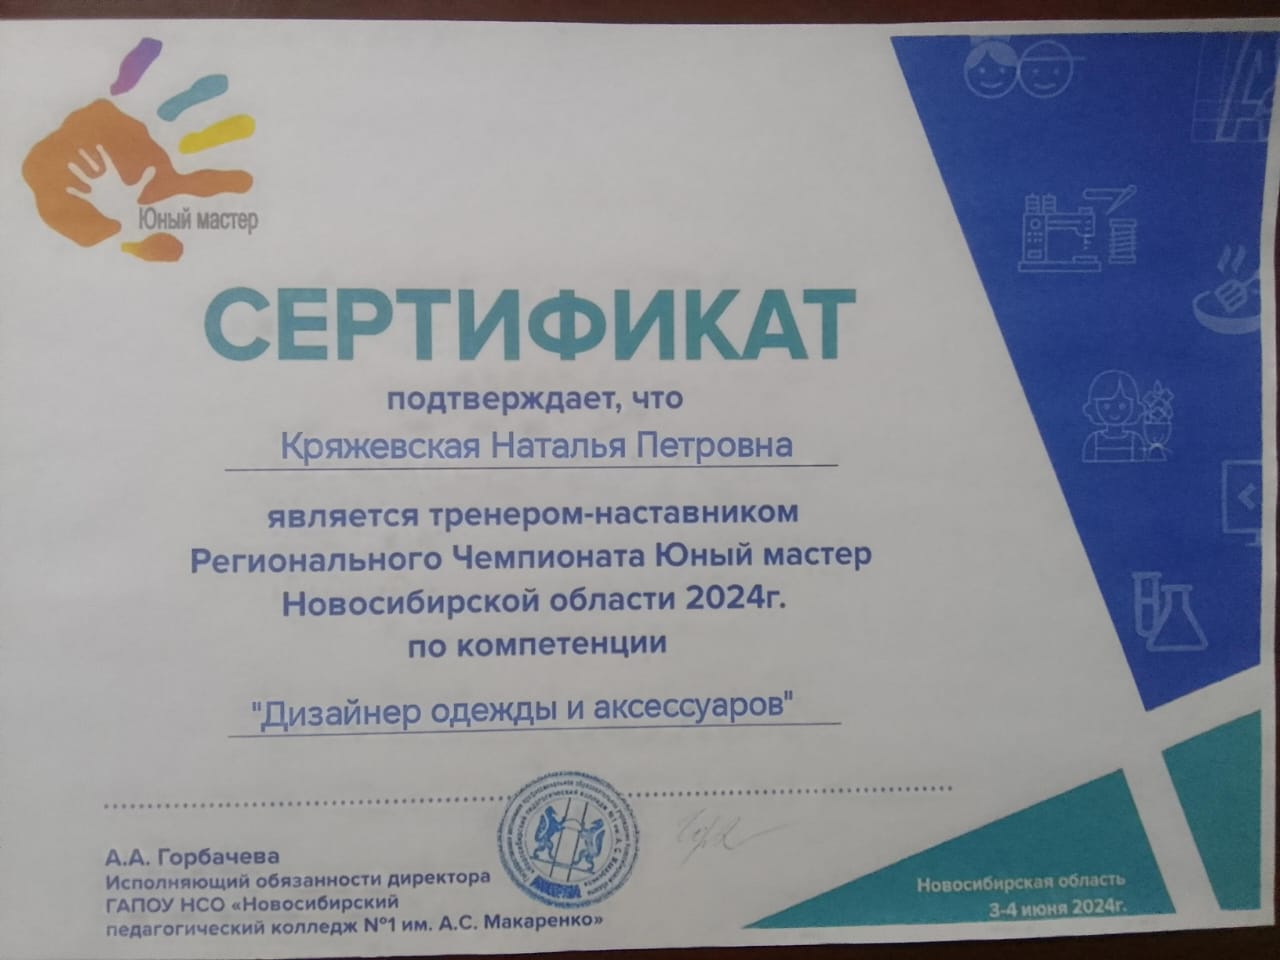 Юный мастер
СЕРТИФИКАТ
подтверждает, что
Кряжевская Наталья Петровна
является тренером-наставником
Регионального Чемпионата Юный мастер
Новосибирской области 2024г.
по компетенции
"Дизайнер одежды и аксессуаров"
А.А. Горбачева
Исполняющий обязанности директора
ГАПОУ НСО «Новосибирский
педагогический колледж №1 им. А.С. Макаренко»
Новосибирская область
3-4 июня 2024г.